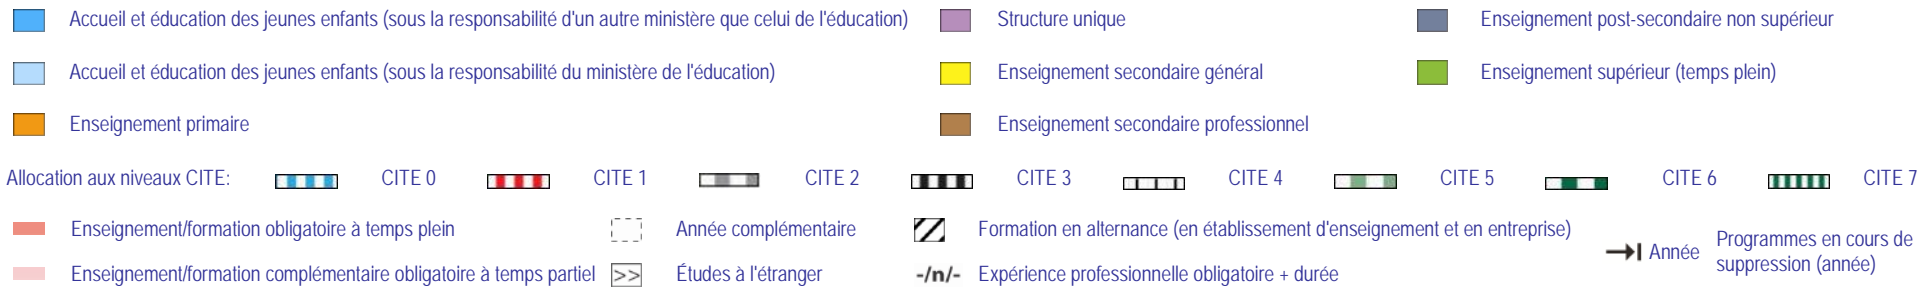 Accueil et éducation des jeunes enfants (sous la responsabilité d'un autre ministère que celui de l'éducation) Structure unique Enseignement post-secondaire non supérieur
Accueil et éducation des jeunes enfants (sous la responsabilité du ministère de l'éducation) Enseignement secondaire général Enseignement supérieur (temps plein)
Enseignement primaire Enseignement secondaire professionnel
Allocation aux niveaux CITE: CITE 0 CITE 1 CITE 2 CITE 3 CITE 4 CITE 5 CITE 6 CITE 7
Enseignement/formation obligatoire à temps plein Année complémentaire Formation en alternance (en établissement d'enseignement et en entreprise)
Année Programmes en cours de
suppression (année)
Enseignement/formation complémentaire obligatoire à temps partiel >> Études à l'étranger -/n/- Expérience professionnelle obligatoire + durée